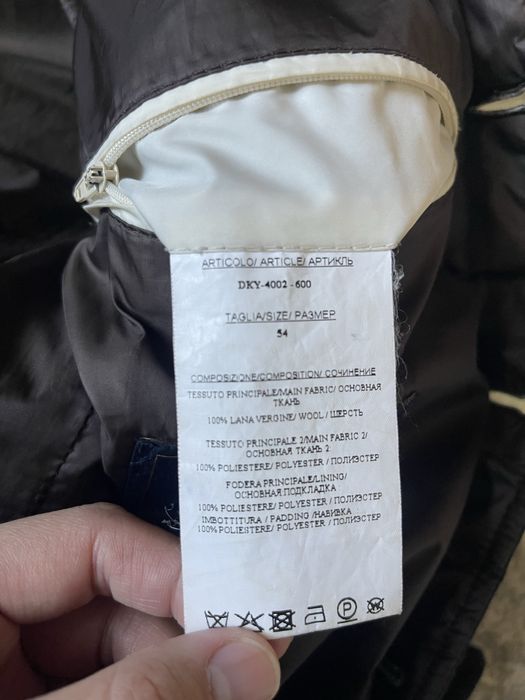 ARTICOLO/ ARTICLE/ АРТИКЛЬ
DKY-4002 - 600
TAGLIA/SIZE/ РАЗМЕР
54
COMPOSIZIONE/COMPOSITION/ СОЧИНЕНИЕ
TESSUTO PRINCIPALE/MAIN FABRIC/ ОСНОВНАЯ
ТКАНЬ
100% LANA VERGINE/ WOOL / ШЕРСТЬ
TESSUTO PRINCIPALE 2/MAIN FABRIC 2/
ОСНОВНАЯ ТКАНЬ 2
100% POLIESTERE/ POLYESTER / ПОЛИЭСТЕР
FODERA PRINCIPALE/LINING/
ОСНОВНАЯ ПОДКЛАДКА
100% POLIESTERE/ POLYESTER / ПОЛИЭСТЕР
IMBOTTITURA / PADDING /НАБИВКА
100% POLIESTERE/ POLYESTER / ПОЛИЭСТЕР
P
W